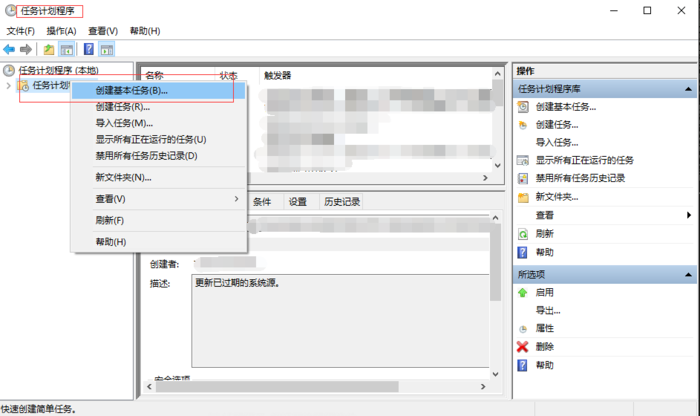 任务计划程序
文件(F) 操作(A) 查看(V) 帮助(H)
任务计划程序 (本地)
任务计划
创建基本任务(B)...
创建任务(R)...
导入任务(M)...
显示所有正在运行的任务(U)
禁用所有任务历史记录(D)
新文件夹(N)...
查看(V)
刷新(F)
帮助(H)
名称 状态 触发器
条件 设置 历史记录
创建者:
描述: 更新已过期的系统源。
安全选项
操作
任务计划程序库
创建基本任务...
创建任务...
导入任务...
显示所有正在运行的任务
禁用所有任务历史记录
新文件夹...
查看
刷新
帮助
所选项
启用
导出...
属性
删除
帮助
快速创建简单任务。